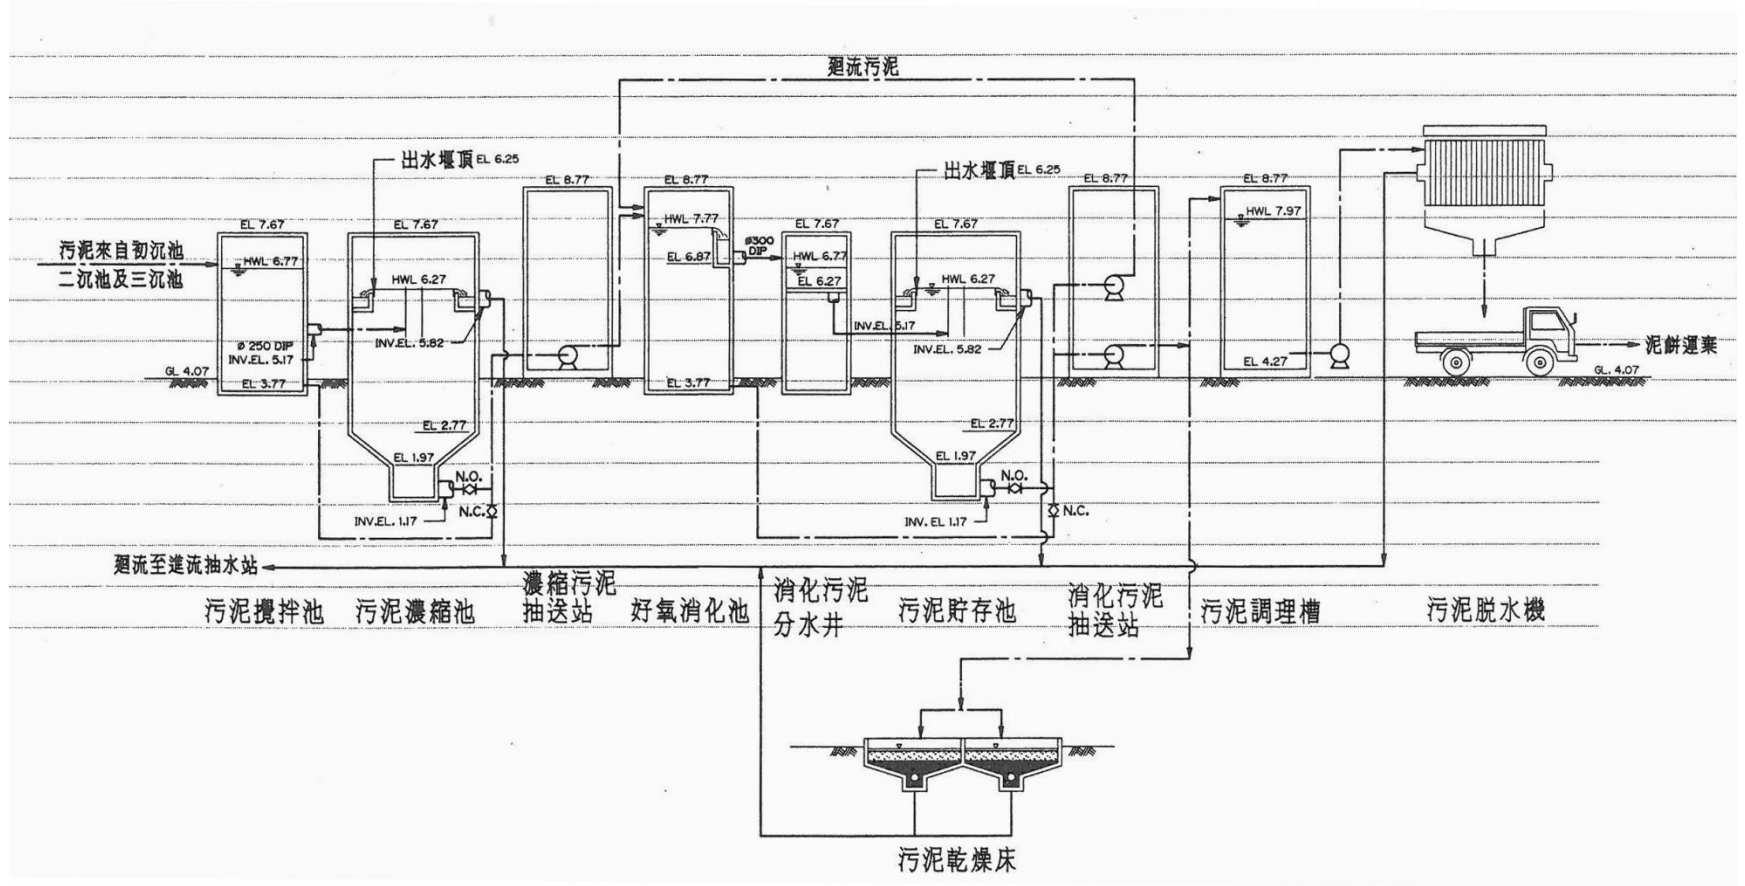 廻流污泥
出水堰頂EL 6.25
出水堰頂EL 6.25
EL 8.77
EL 8.77
EL 8.77
EL 8.77
EL 7.67
EL 7.67
HWL 7.77
EL 7.67
EL 7.67
HWL 7.97
污泥來自初沉池
二沉池及三沉池
HWL 6.77
HWL 6.27
EL 6.87
Ø300
DIP
HWL 6.77
EL 6.27
HWL 6.27
Ø 250 DIP
INV.EL. 5.17
INV.EL. 5.82
INV.EL. 5.17
INV.EL. 5.82
EL 4.27
泥餅運棄
GL 4.07
EL 3.77
EL 3.77
GL. 4.07
EL 2.77
EL 2.77
EL 1.97
EL 1.97
N.O.
N.O.
N.C.
N.C.
INV.EL. 1.17
INV. EL 1.17
廻流至進流抽水站
污泥攪拌池
污泥濃縮池
濃縮污泥
抽送站
好氧消化池
消化污泥
分水井
污泥貯存池
消化污泥
抽送站
污泥調理槽
污泥脫水機
污泥乾燥床